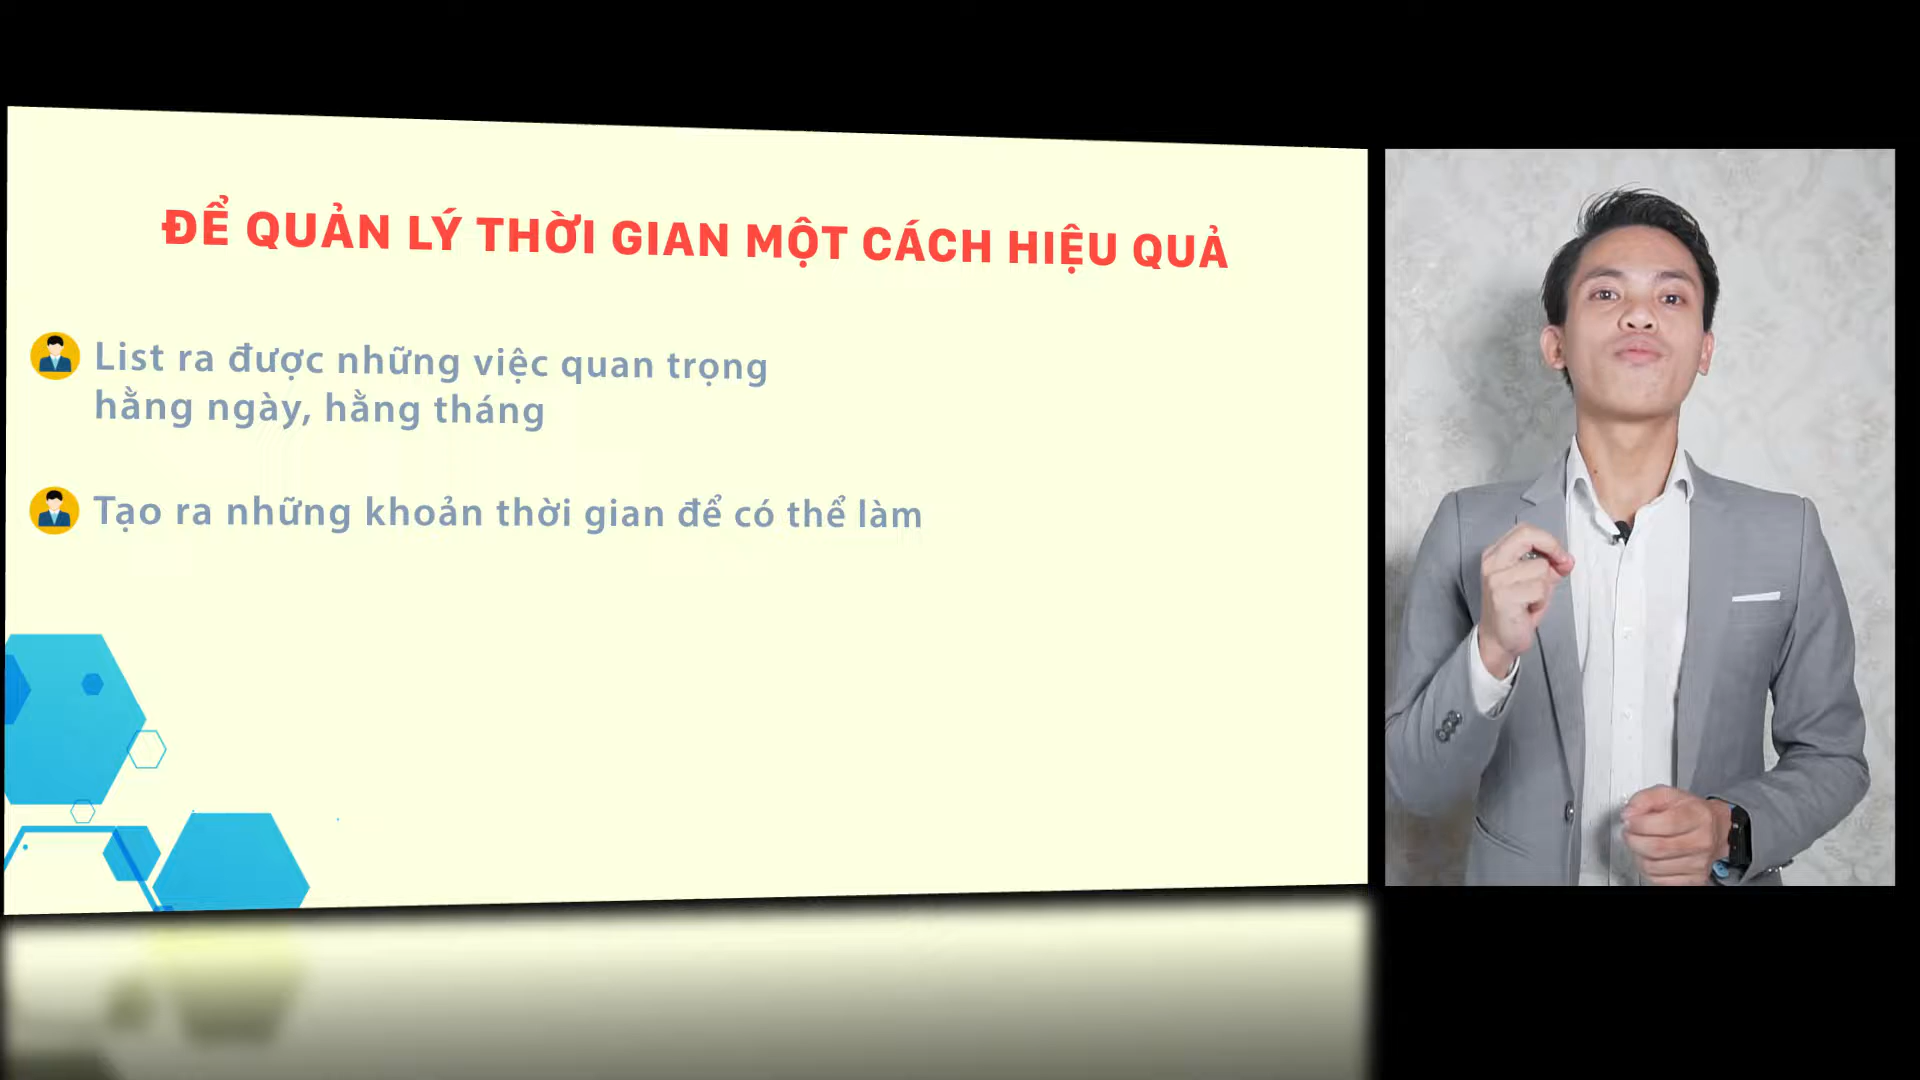 ĐỂ QUẢN LÝ THỜI GIAN MỘT CÁCH HIỆU QUẢ
List ra được những việc quan trọng
hằng ngày, hằng tháng
Tạo ra những khoản thời gian để có thể làm